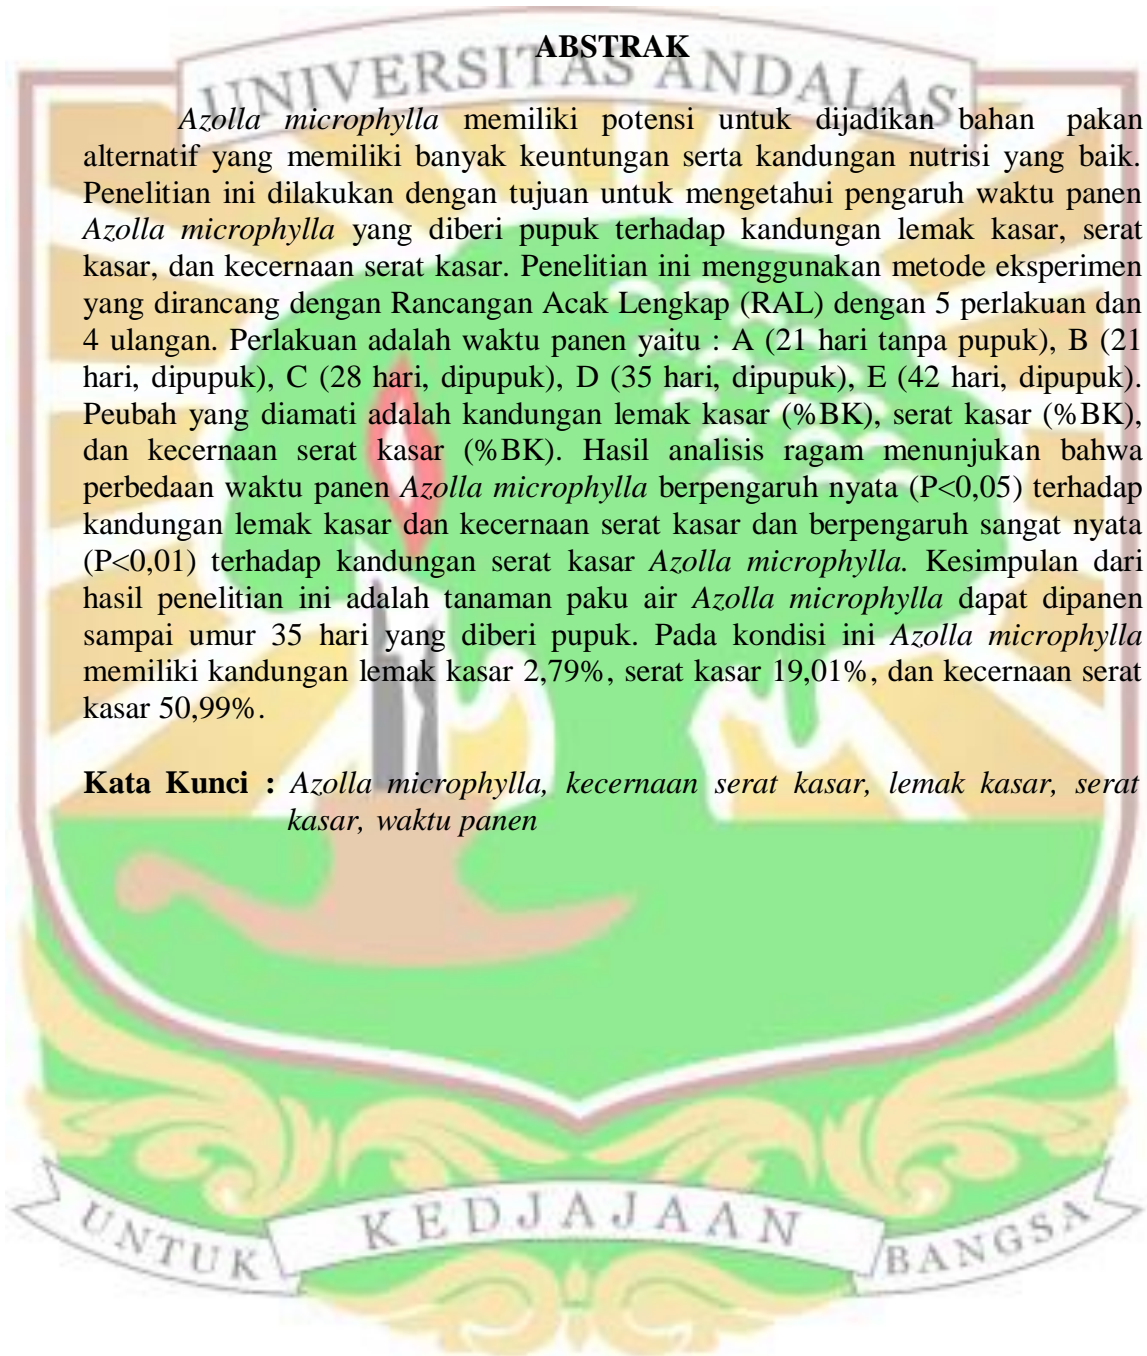 ABSTRAK
UNIVERSITAS ANDALAS
Azolla microphylla memiliki potensi untuk dijadikan bahan pakan
alternatif yang memiliki banyak keuntungan serta kandungan nutrisi yang baik.
Penelitian ini dilakukan dengan tujuan untuk mengetahui pengaruh waktu panen
Azolla microphylla yang diberi pupuk terhadap kandungan lemak kasar, serat
kasar, dan kecernaan serat kasar. Penelitian ini menggunakan metode eksperimen
yang dirancang dengan Rancangan Acak Lengkap (RAL) dengan 5 perlakuan dan
4 ulangan. Perlakuan adalah waktu panen yaitu : A (21 hari tanpa pupuk), B (21
hari, dipupuk), C (28 hari, dipupuk), D (35 hari, dipupuk), E (42 hari, dipupuk).
Peubah yang diamati adalah kandungan lemak kasar (%BK), serat kasar (%BK),
dan kecernaan serat kasar (%BK). Hasil analisis ragam menunjukan bahwa
perbedaan waktu panen Azolla microphylla berpengaruh nyata (P<0,05) terhadap
kandungan lemak kasar dan kecernaan serat kasar dan berpengaruh sangat nyata
(P<0,01) terhadap kandungan serat kasar Azolla microphylla. Kesimpulan dari
hasil penelitian ini adalah tanaman paku air Azolla microphylla dapat dipanen
sampai umur 35 hari yang diberi pupuk. Pada kondisi ini Azolla microphylla
memiliki kandungan lemak kasar 2,79%, serat kasar 19,01%, dan kecernaan serat
kasar 50,99%.
Kata Kunci : Azolla microphylla, kecernaan serat kasar, lemak kasar, serat
kasar, waktu panen
UNTUK KEDJAJAAN BANGSA